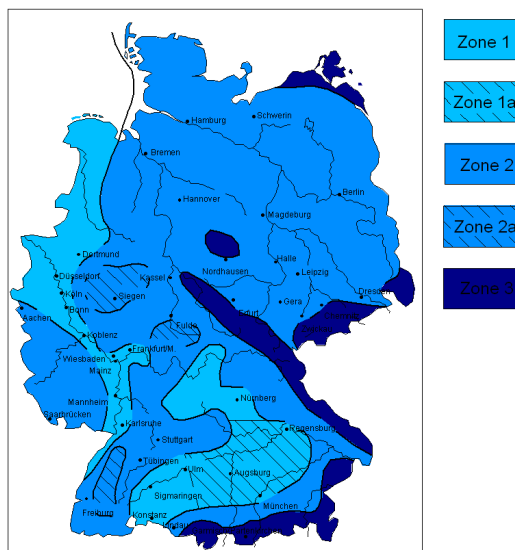 Zone 1
Zone 1a
Zone 2
Zone 2a
Zone 3
Schwerin
Hamburg
Bremen
Berlin
Hannover
Magdeburg
Dortmund
Halle
Nordhausen
Leipzig
Düsseldorf
Kassel
Dresden
Köln
Siegen
Gera
Bonn
Erfurt
Aachen
Fulda
Koblenz
Frankfurt/M.
Wiesbaden
Mainz
Mannheim
Nürnberg
Saarbrücken
Karlsruhe
Regensburg
Stuttgart
Tübingen
Ulm
Augsburg
Sigmaringen
München
Freiburg
Konstanz
Lindau